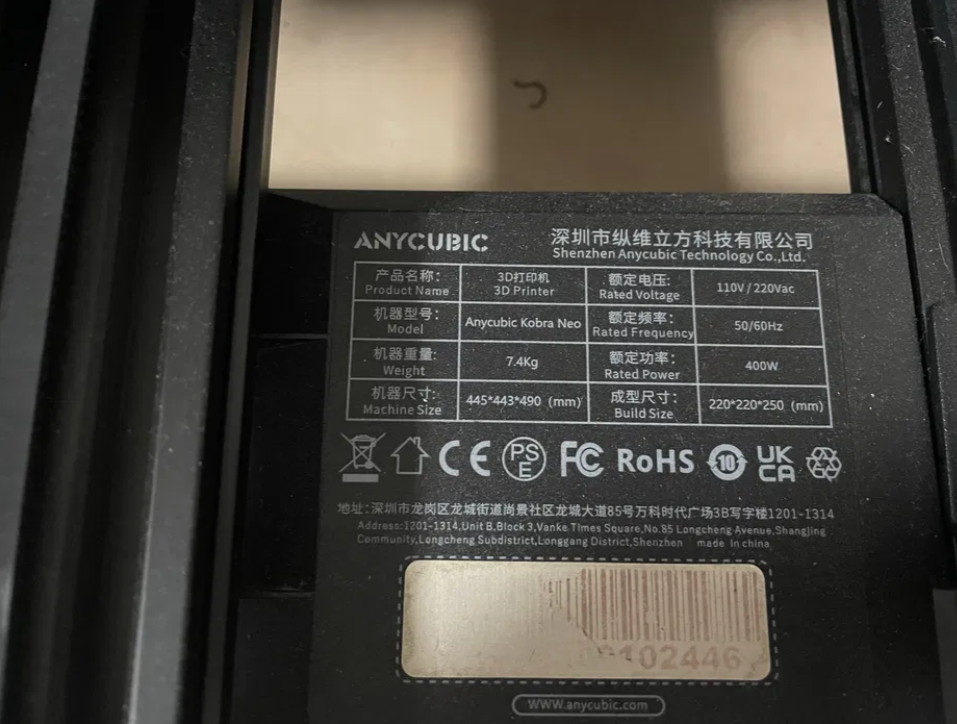 ANYCUBIC
深圳市纵维立方科技有限公司
Shenzhen Anycubic Technology Co.,Ltd.
产品名称: 3D打印机 额定电压: 110V / 220Vac
Product Name 3D Printer Rated Voltage
机器型号: Anycubic Kobra Neo 额定频率: 50/60Hz
Model Rated Frequency
机器重量: 7.4Kg 额定功率: 400W
Weight Rated Power
机器尺寸: 445*443*490 (mm) 成型尺寸: 220*220*250 (mm)
Machine Size Build Size
CE PSE FC RoHS 10 UKCA
地址:深圳市龙岗区龙城街道尚景社区龙城大道85号万科时代广场3B写字楼1201-1314
Address:1201-1314,Unit B,Block 3,Vanke Times Square,No.85 Longcheng Avenue,Shangjing
Community,Longcheng Subdistrict,Longgang District,Shenzhen made in china
102446
www.anycubic.com